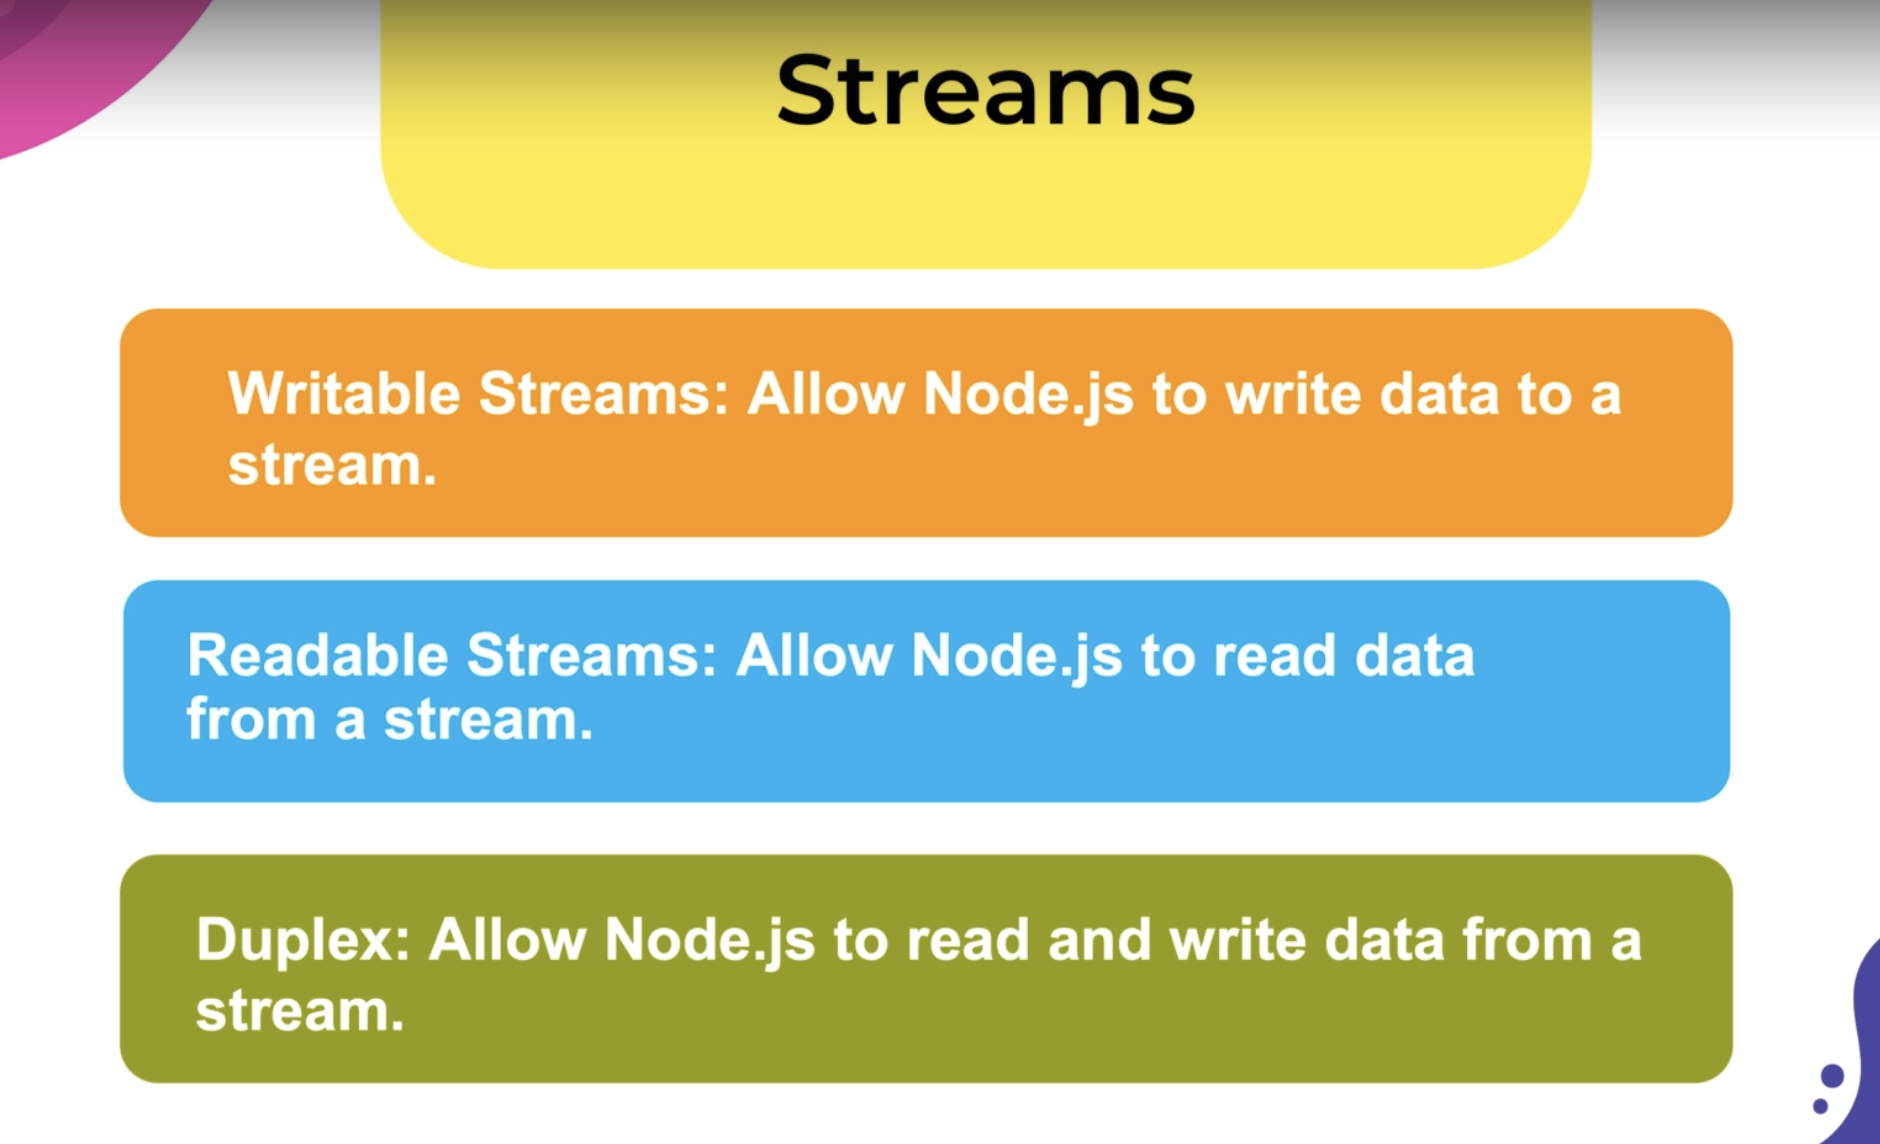 Streams
Writable Streams: Allow Node.js to write data to a
stream.
Readable Streams: Allow Node.js to read data
from a stream.
Duplex: Allow Node.js to read and write data from a
stream.